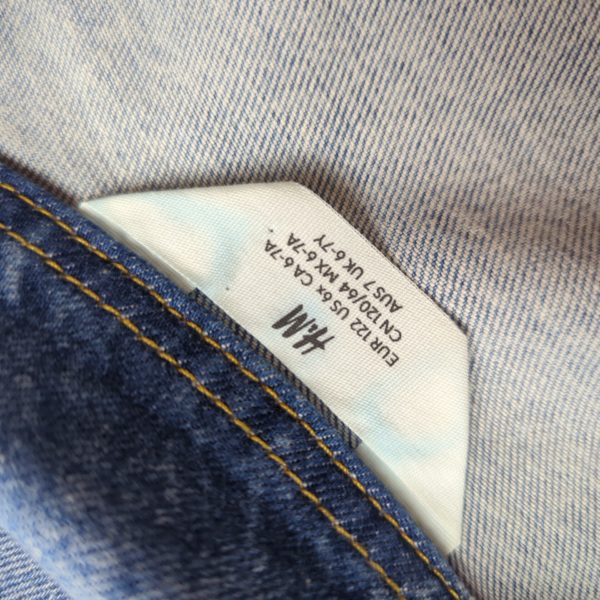 H&M
EUR 122 US 6x CA 6-7A
CN 120/64 MX 6-7A
AUS 7 UK 6-7Y